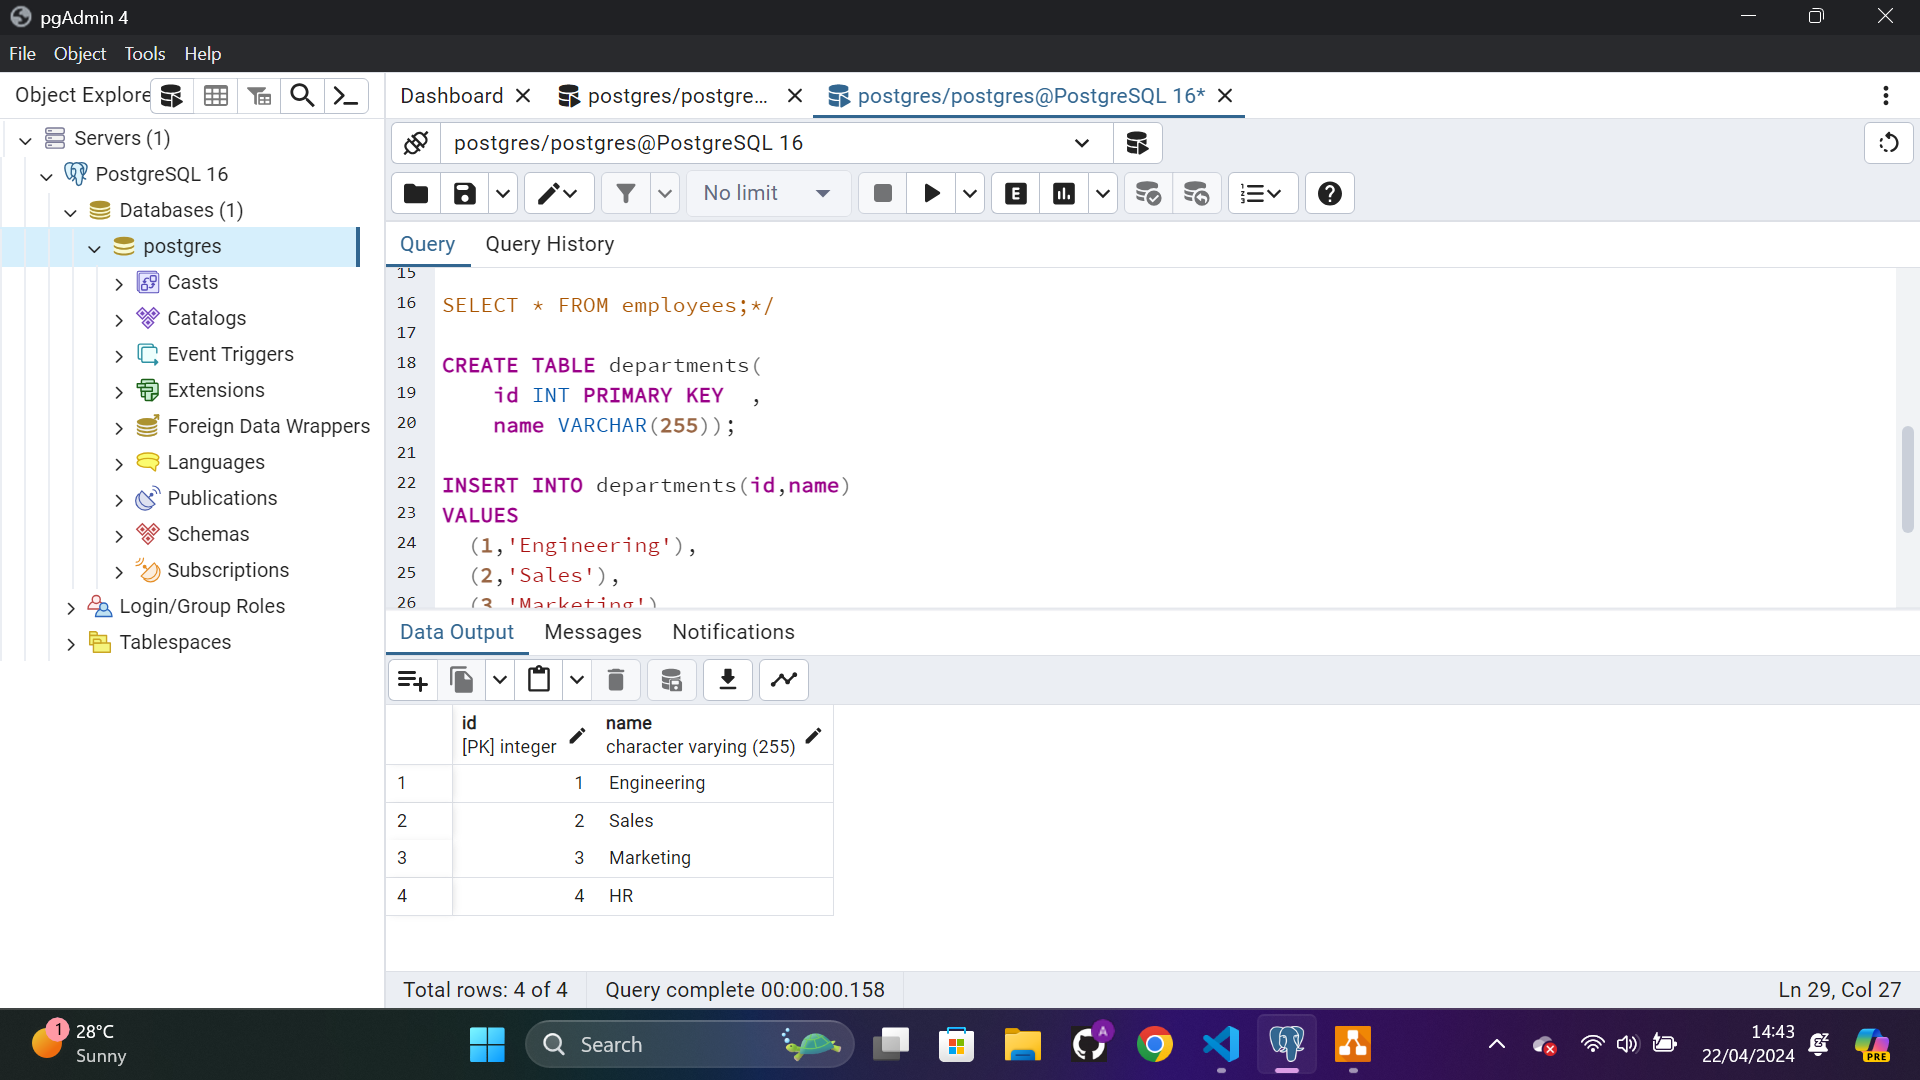 pgAdmin 4
File Object Tools Help
Object Explore
Dashboard postgres/postgre... postgres/postgres@PostgreSQL 16*
Servers (1)
PostgreSQL 16
Databases (1)
postgres
Casts
Catalogs
Event Triggers
Extensions
Foreign Data Wrappers
Languages
Publications
Schemas
Subscriptions
Login/Group Roles
Tablespaces
postgres/postgres@PostgreSQL 16
No limit
E
Query Query History
15
16 SELECT * FROM employees;*/
17
18 CREATE TABLE departments(
19 id INT PRIMARY KEY ,
20 name VARCHAR(255));
21
22 INSERT INTO departments(id,name)
23 VALUES
24 (1,'Engineering'),
25 (2,'Sales'),
26 (3,'Marketing')
Data Output Messages Notifications
id name
[PK] integer character varying (255)
1 1 Engineering
2 2 Sales
3 3 Marketing
4 4 HR
Total rows: 4 of 4 Query complete 00:00:00.158 Ln 29, Col 27
1 28°C
Sunny
Search
A
14:43
22/04/2024
PRE